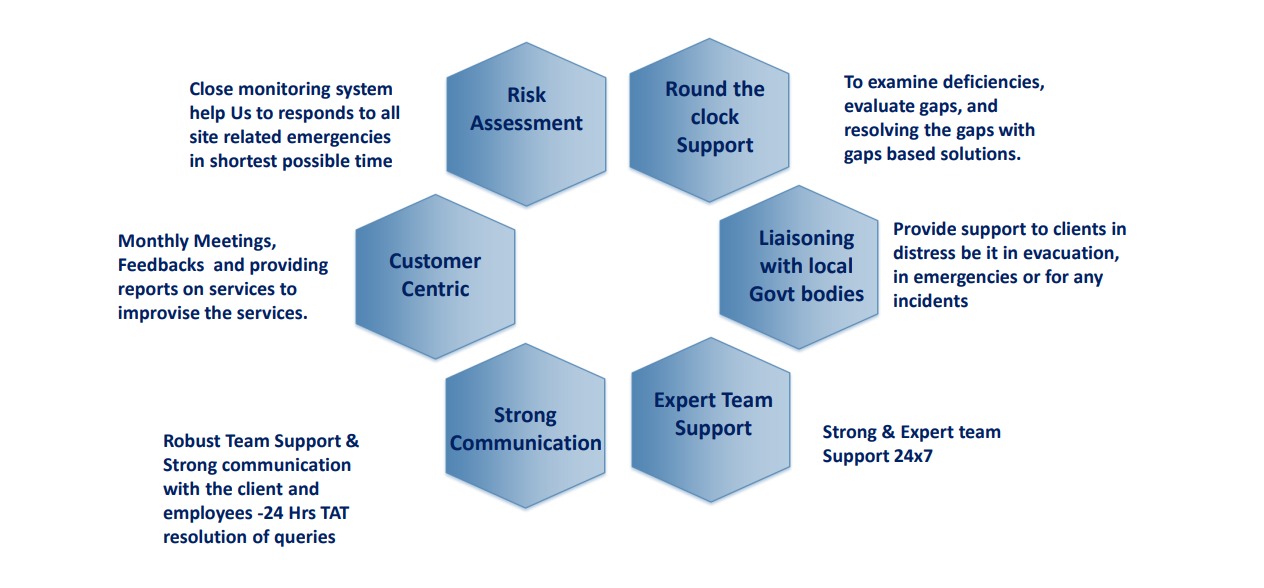 Close monitoring system
help Us to responds to all
site related emergencies
in shortest possible time
Risk
Assessment
Round the
clock
Support
To examine deficiencies,
evaluate gaps, and
resolving the gaps with
gaps based solutions.
Monthly Meetings,
Feedbacks  and providing
reports on services to
improvise the services.
Customer
Centric
Liaisoning
with local
Govt bodies
Provide support to clients in
distress be it in evacuation,
in emergencies or for any
incidents
Robust Team Support &
Strong communication
with the client and
employees -24 Hrs TAT
resolution of queries
Strong
Communication
Expert Team
Support
Strong & Expert team
Support 24x7